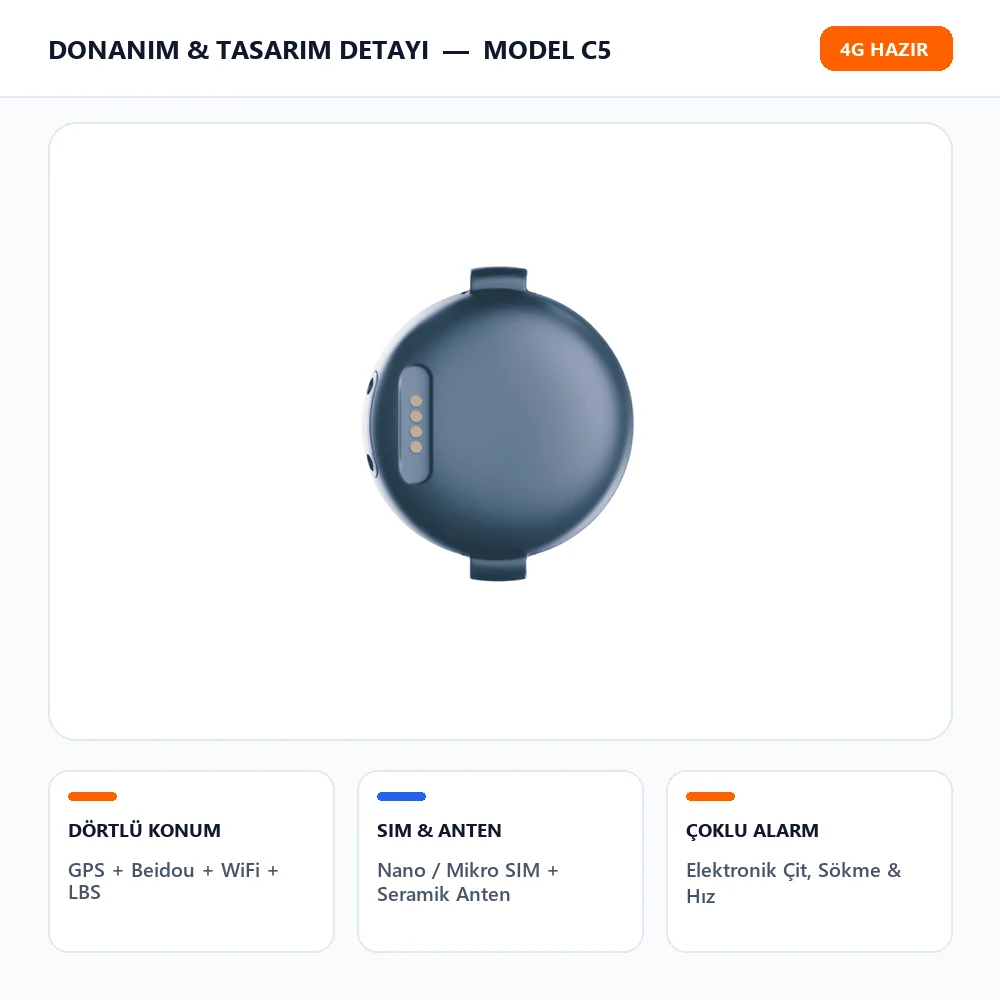 DONANIM & TASARIM DETAYI — MODEL C5
4G HAZIR
DÖRTLÜ KONUM
GPS + Beidou + WiFi +
LBS
SIM & ANTEN
Nano / Mikro SIM +
Seramik Anten
ÇOKLU ALARM
Elektronik Çit, Sökme &
Hız